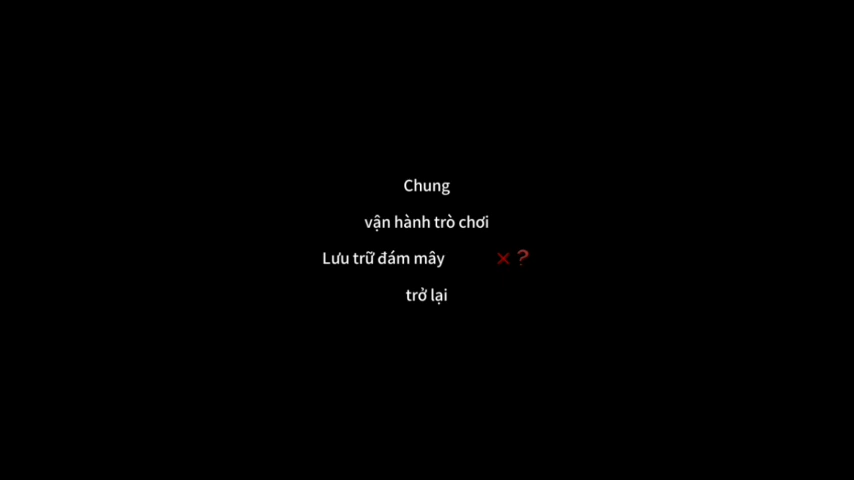 Chung
vận hành trò chơi
Lưu trữ đám mây × ?
trở lại